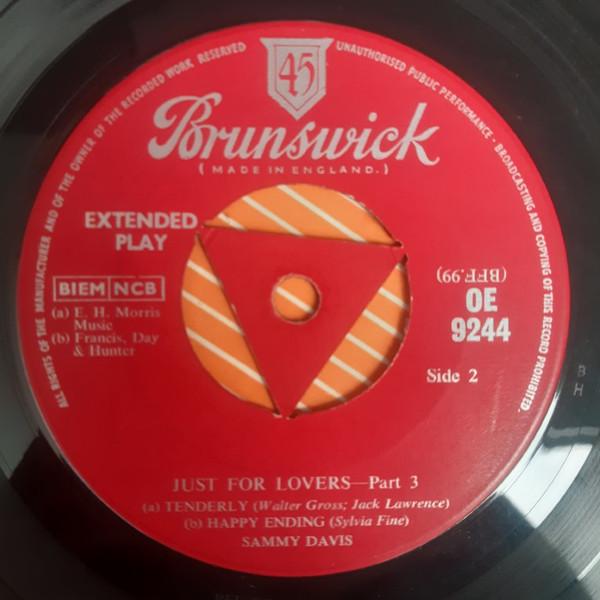 ALL RIGHTS OF THE MANUFACTURER AND OF THE OWNER OF THE RECORDED WORK RESERVED
UNAUTHORISED PUBLIC PERFORMANCE · BROADCASTING AND COPYING OF THIS RECORD PROHIBITED.
45
Brunswick
( MADE IN ENGLAND. )
EXTENDED
PLAY
BIEM NCB
(a) E. H. Morris
Music
(b) Francis, Day
& Hunter
(BFF.99)
OE
9244
Side 2
B
H
JUST FOR LOVERS—Part 3
(a) TENDERLY (Walter Gross; Jack Lawrence)
(b) HAPPY ENDING (Sylvia Fine)
SAMMY DAVIS